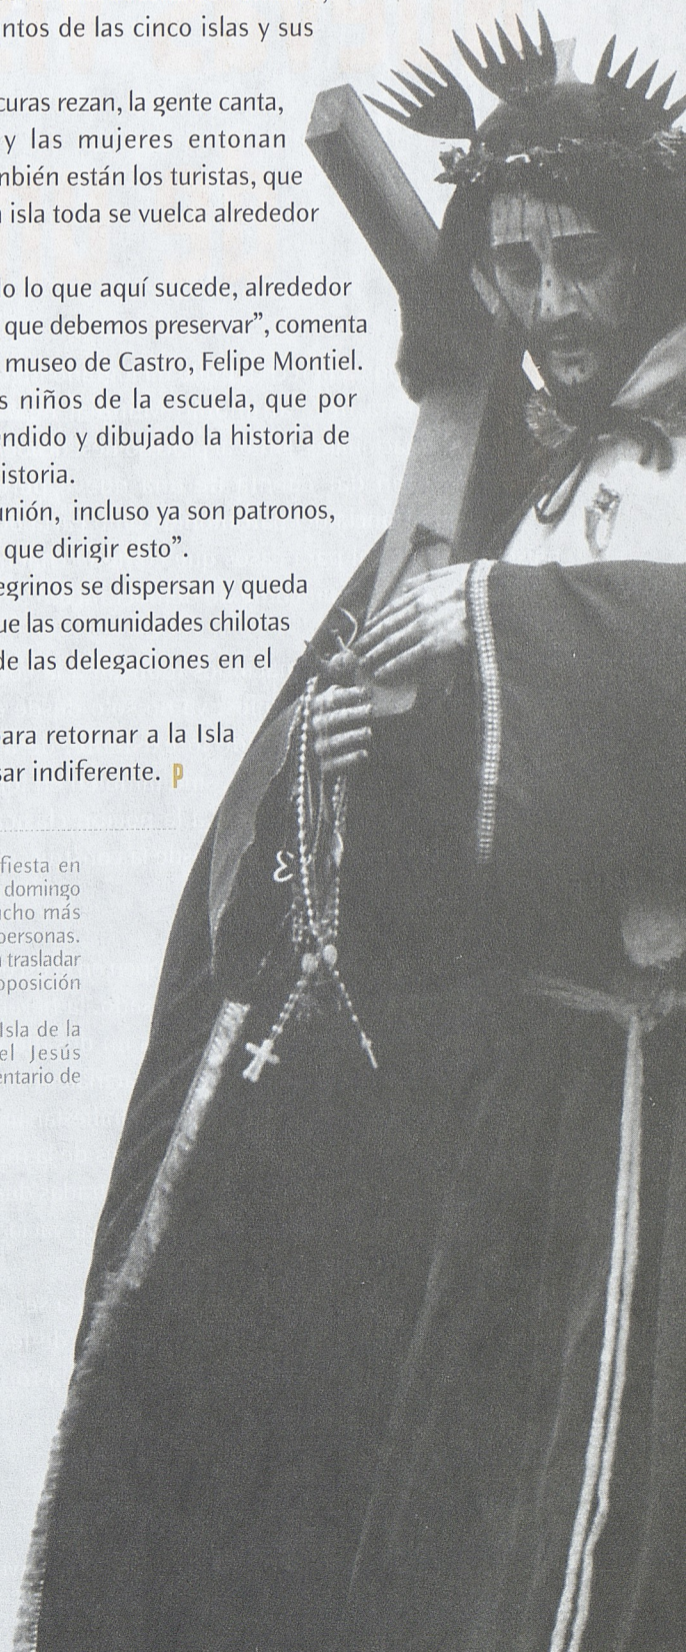 ntos de las cinco islas y sus
curas rezan, la gente canta,
y las mujeres entonan
mbién están los turistas, que
isla toda se vuelca alrededor
lo que aquí sucede, alrededor
que debemos preservar”, comenta
museo de Castro, Felipe Montiel.
s niños de la escuela, que por
ndido y dibujado la historia de
istoria.
unión, incluso ya son patronos,
que dirigir esto”.
egrinos se dispersan y queda
ue las comunidades chilotas
de las delegaciones en el
ara retornar a la Isla
sar indiferente. p
fiesta en
domingo
ucho más
personas.
trasladar
oposición
Isla de la
el Jesús
entario de